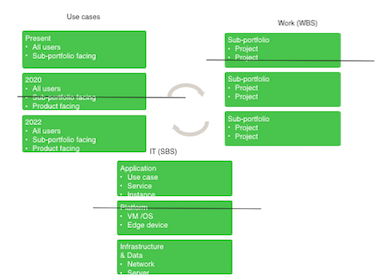 Use cases
Present
• All users
• Sub-portfolio facing
2020
• All users
• Sub-portfolio facing
• Product facing
2022
• All users
• Sub-portfolio facing
• Product facing
Work (WBS)
Sub-portfolio
• Project
• Project
Sub-portfolio
• Project
• Project
Sub-portfolio
• Project
• Project
IT (SBS)
Application
• Use case
• Service
• Instance
Platform
• VM /OS
• Edge device
Infrastructure
& Data
• Network
• Server